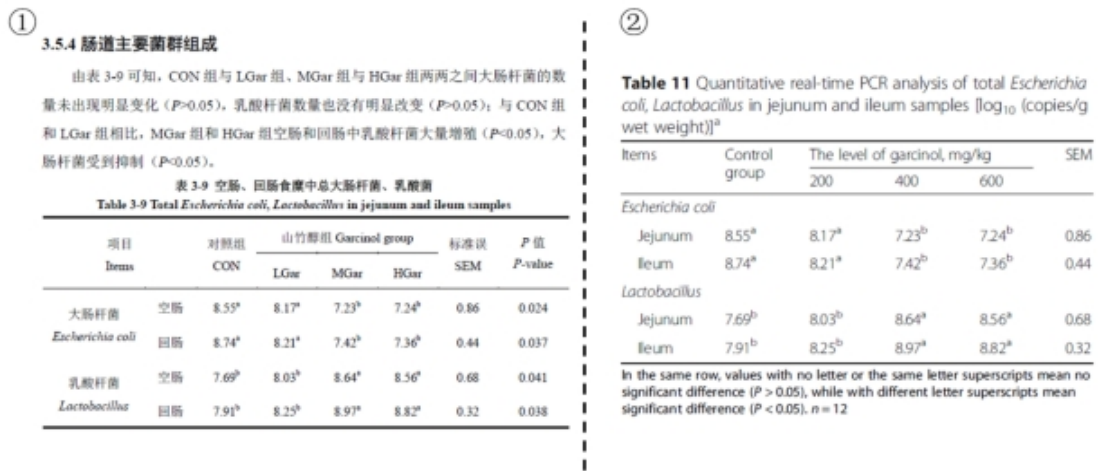 ①
3.5.4 肠道主要菌群组成
由表 3-9 可知，CON 组与 LGar 组、MGar 组与 HGar 组两两之间大肠杆菌的数
量未出现明显变化（P>0.05），乳酸杆菌数量也没有明显改变（P>0.05）；与 CON 组
和 LGar 组相比，MGar 组和 HGar 组空肠和回肠中乳酸杆菌大量增殖（P<0.05），大
肠杆菌受到抑制（P<0.05）。
表 3-9 空肠、回肠食糜中总大肠杆菌、乳酸菌
Table 3-9 Total Escherichia coli, Lactobacillus in jejunum and ileum samples
项目 对照组 山竹醇组 Garcinol group 标准误 P 值
Items CON LGar MGar HGar SEM P-value
大肠杆菌 空肠 8.55ᵃ 8.17ᵃ 7.23ᵇ 7.24ᵇ 0.86 0.024
Escherichia coli 回肠 8.74ᵃ 8.21ᵃ 7.42ᵇ 7.36ᵇ 0.44 0.037
乳酸杆菌 空肠 7.69ᵇ 8.03ᵇ 8.64ᵃ 8.56ᵃ 0.68 0.041
Lactobacillus 回肠 7.91ᵇ 8.25ᵇ 8.97ᵃ 8.82ᵃ 0.32 0.038
②
Table 11 Quantitative real-time PCR analysis of total Escherichia
coli, Lactobacillus in jejunum and ileum samples [log₁₀ (copies/g
wet weight)]ᵃ
Items Control The level of garcinol, mg/kg SEM
group 200 400 600
Escherichia coli
Jejunum 8.55ᵃ 8.17ᵃ 7.23ᵇ 7.24ᵇ 0.86
Ileum 8.74ᵃ 8.21ᵃ 7.42ᵇ 7.36ᵇ 0.44
Lactobacillus
Jejunum 7.69ᵇ 8.03ᵇ 8.64ᵃ 8.56ᵃ 0.68
Ileum 7.91ᵇ 8.25ᵇ 8.97ᵃ 8.82ᵃ 0.32
In the same row, values with no letter or the same letter superscripts mean no
significant difference (P > 0.05), while with different letter superscripts mean
significant difference (P < 0.05). n = 12